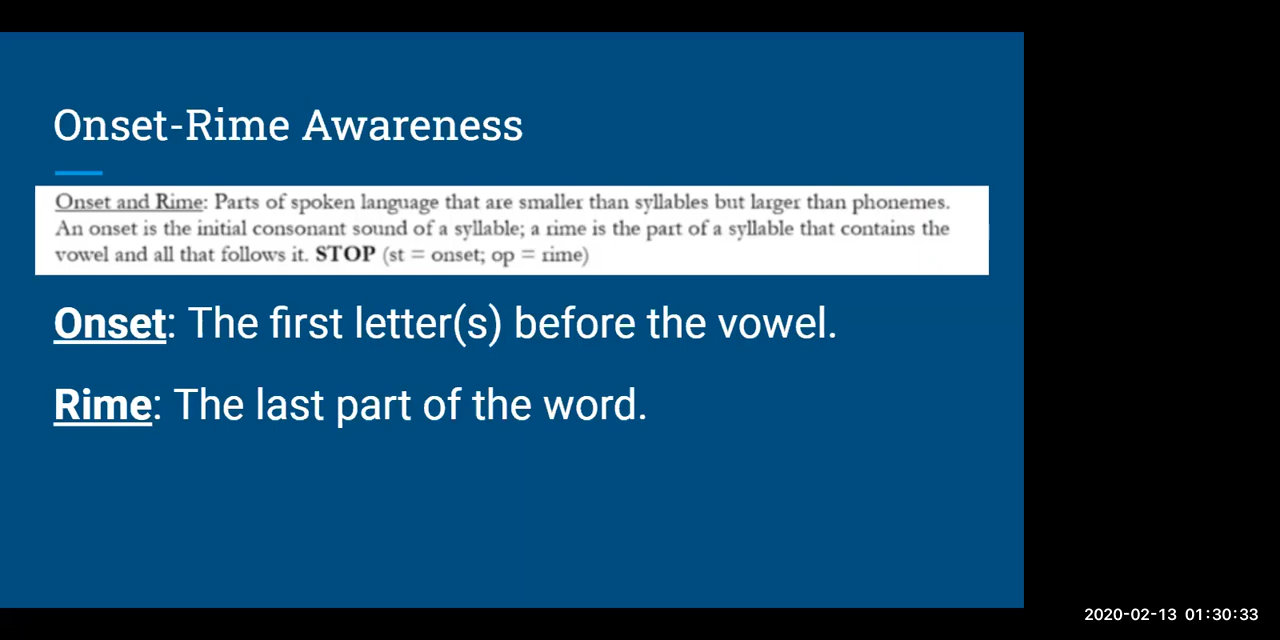 Onset-Rime Awareness
Onset and Rime: Parts of spoken language that are smaller than syllables but larger than phonemes.
An onset is the initial consonant sound of a syllable; a rime is the part of a syllable that contains the
vowel and all that follows it. STOP (st = onset; op = rime)
Onset: The first letter(s) before the vowel.
Rime: The last part of the word.
2020-02-13 01:30:33